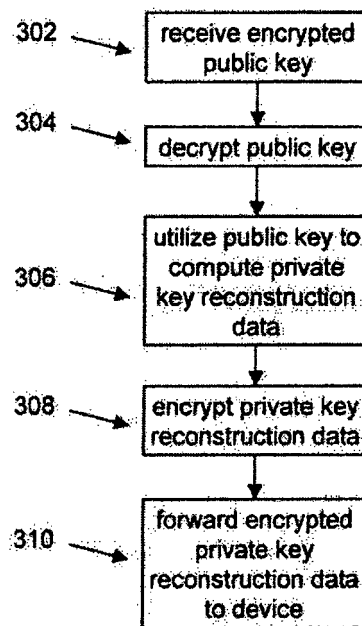 302
receive encrypted
public key
304
decrypt public key
306
utilize public key to
compute private
key reconstruction
data
308
encrypt private key
reconstruction data
310
forward encrypted
private key
reconstruction data
to device